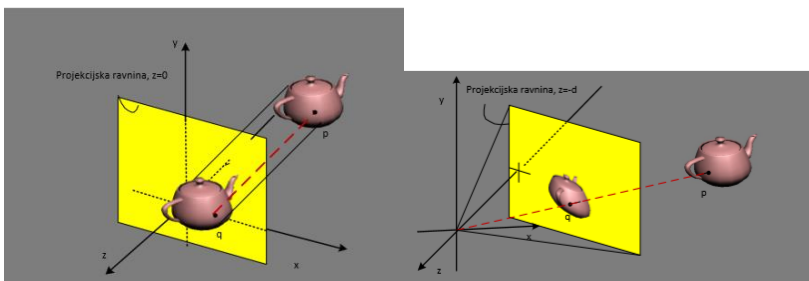 y
Projekcijska ravnina, z=0
p
q
z
x
Projekcijska ravnina, z=-d
y
p
q
x
z